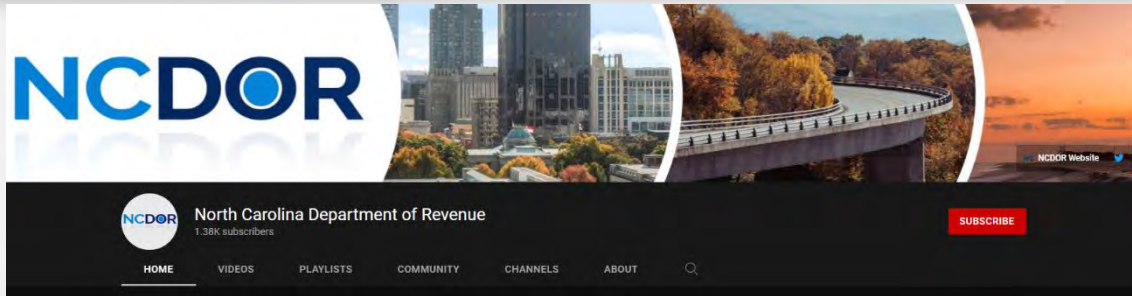 NCDOR
NCDOR Website
NCDOR
North Carolina Department of Revenue
1.38K subscribers
SUBSCRIBE
HOME VIDEOS PLAYLISTS COMMUNITY CHANNELS ABOUT